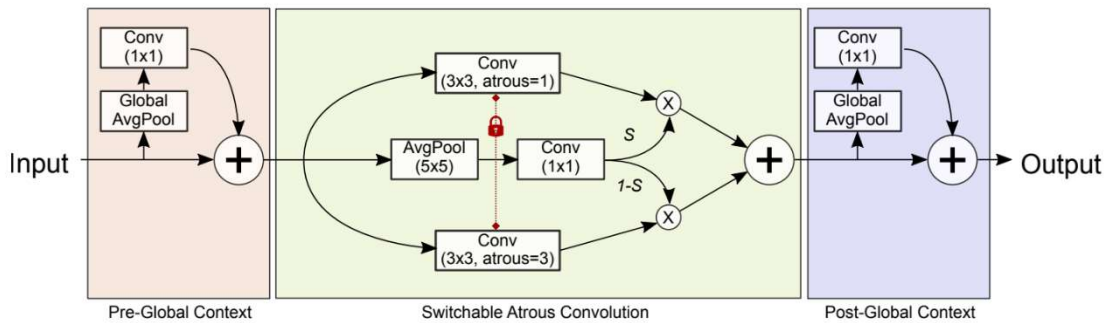 Input
Conv
(1x1)
Global
AvgPool
+
Pre-Global Context
Conv
(3x3, atrous=1)
AvgPool
(5x5)
Conv
(1x1)
S
1-S
X
X
Conv
(3x3, atrous=3)
+
Switchable Atrous Convolution
Conv
(1x1)
Global
AvgPool
+
Post-Global Context
Output